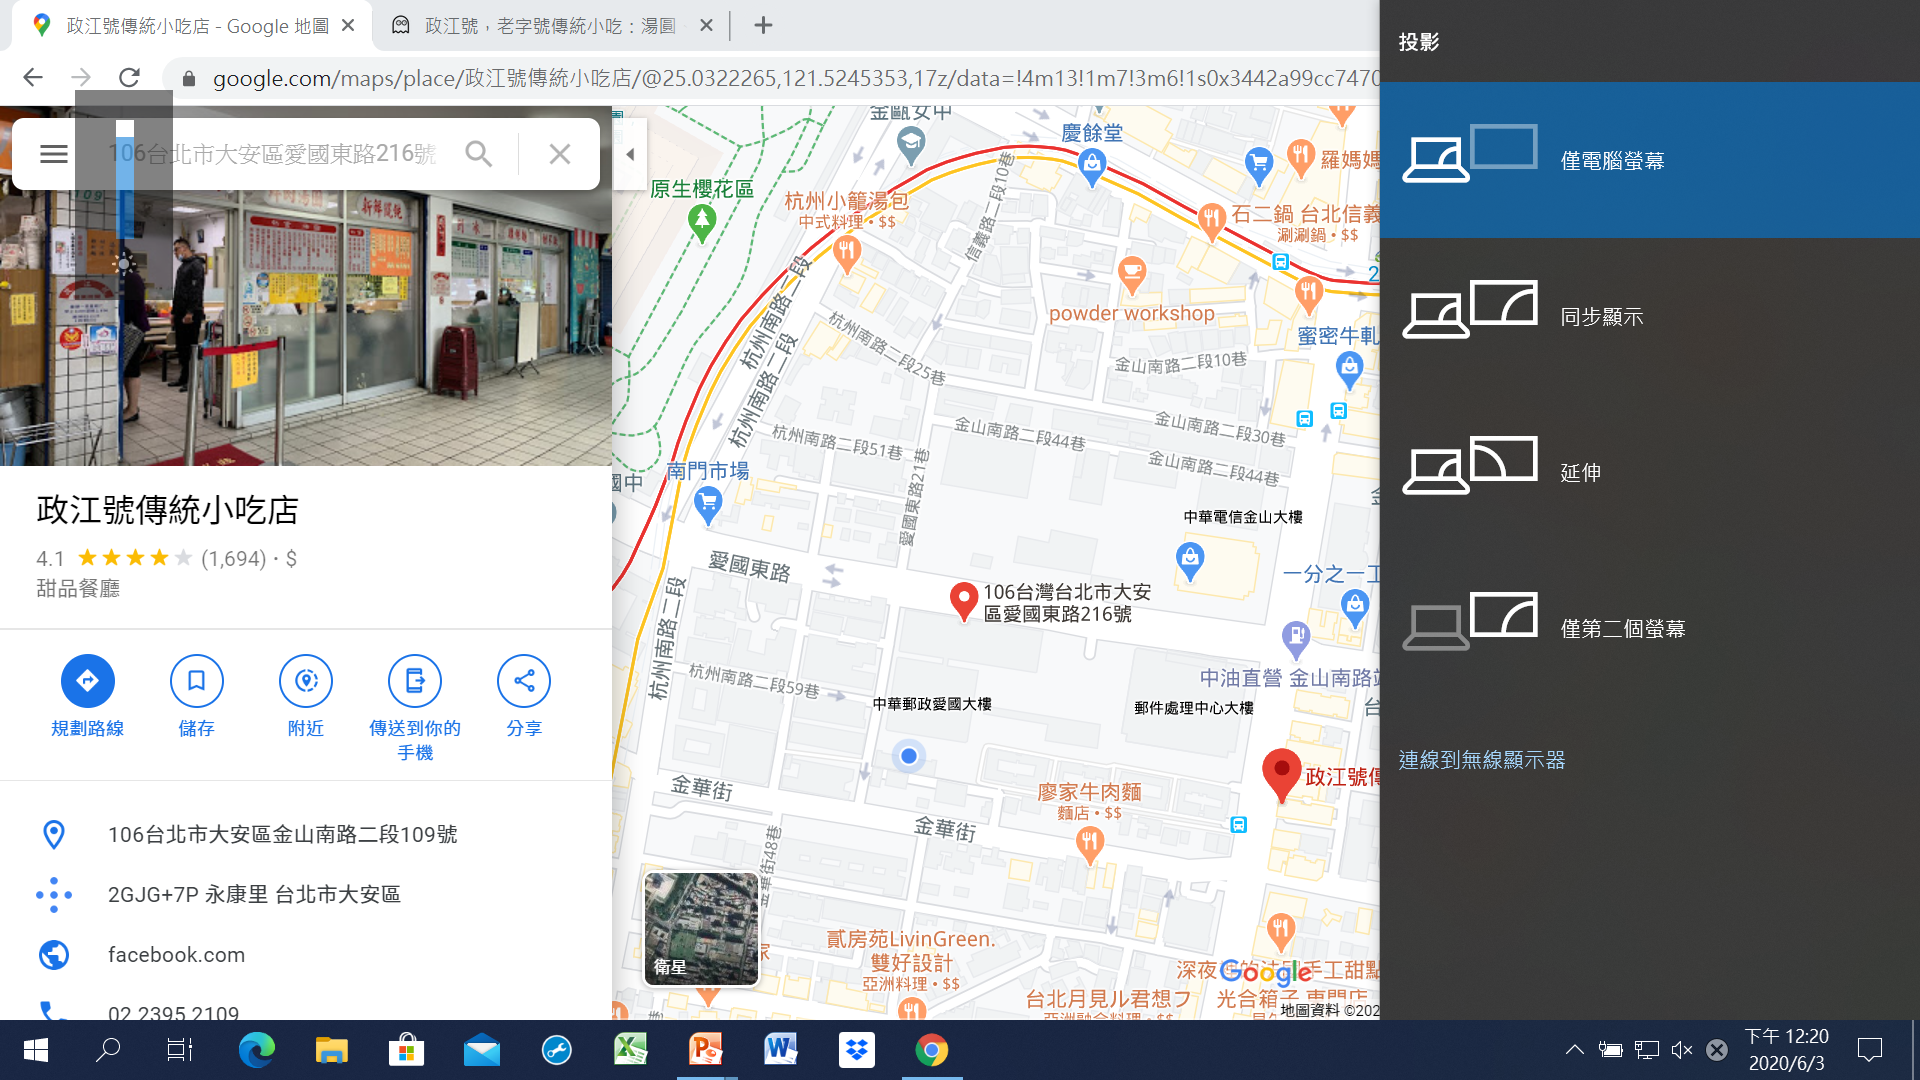 政江號傳統小吃店 - Google 地圖
政江號，老字號傳統小吃：湯圓
google.com/maps/place/政江號傳統小吃店/@25.0322265,121.5245353,17z/data=!4m13!1m7!3m6!1s0x3442a99cc7470
106台北市大安區愛國東路216號
政江號傳統小吃店
4.1
(1,694) · $
甜品餐廳
規劃路線
儲存
附近
傳送到你的
手機
分享
106台北市大安區金山南路二段109號
2GJG+7P 永康里 台北市大安區
facebook.com
02 2395 2109
金甌女中
慶餘堂
羅媽媽
原生櫻花區
杭州小籠湯包
中式料理 • $$
信義路二段10巷
石二鍋 台北信義
涮涮鍋 • $$
powder workshop
蜜密牛軋
杭州南路二段
杭州南路二段
杭州南路一段25巷
金山南路二段10巷
杭州南路二段51巷
金山南路二段44巷
金山南路二段30巷
金山南路二段44巷
國中
南門市場
愛國東路21巷
中華電信金山大樓
愛國東路
一分之一工
106台灣台北市大安
區愛國東路216號
杭州南路二段
杭州南路二段59巷
中油直營 金山南路站
中華郵政愛國大樓
郵件處理中心大樓
政江號傳
金華街
廖家牛肉麵
麵店 • $$
金華街
金華街48巷
衛星
貳房苑LivinGreen.
雙好設計
亞洲料理 • $$
Google
台北月見ル君想フ
地圖資料 ©202
投影
僅電腦螢幕
同步顯示
延伸
僅第二個螢幕
連線到無線顯示器
下午 12:20
2020/6/3